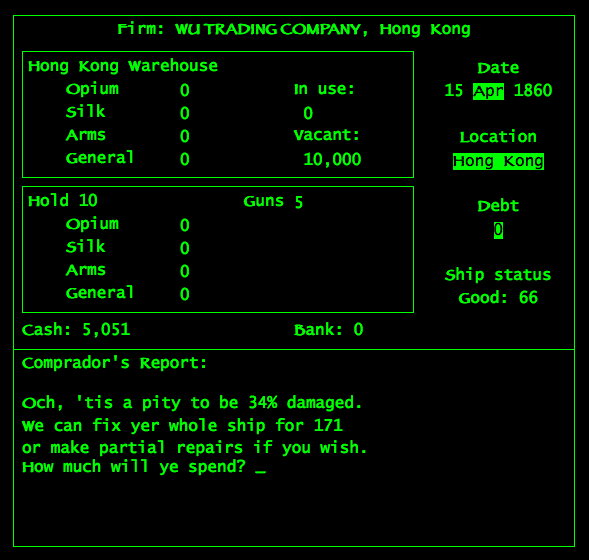 Firm: WU TRADING COMPANY, Hong Kong
Hong Kong Warehouse
Opium 0 In use:
Silk 0 0
Arms 0 Vacant:
General 0 10,000
Date
15 Apr 1860
Location
Hong Kong
Hold 10 Guns 5
Opium 0
Silk 0
Arms 0
General 0
Debt
0
Ship status
Good: 66
Cash: 5,051 Bank: 0
Comprador's Report:
Och, 'tis a pity to be 34% damaged.
We can fix yer whole ship for 171
or make partial repairs if you wish.
How much will ye spend? _